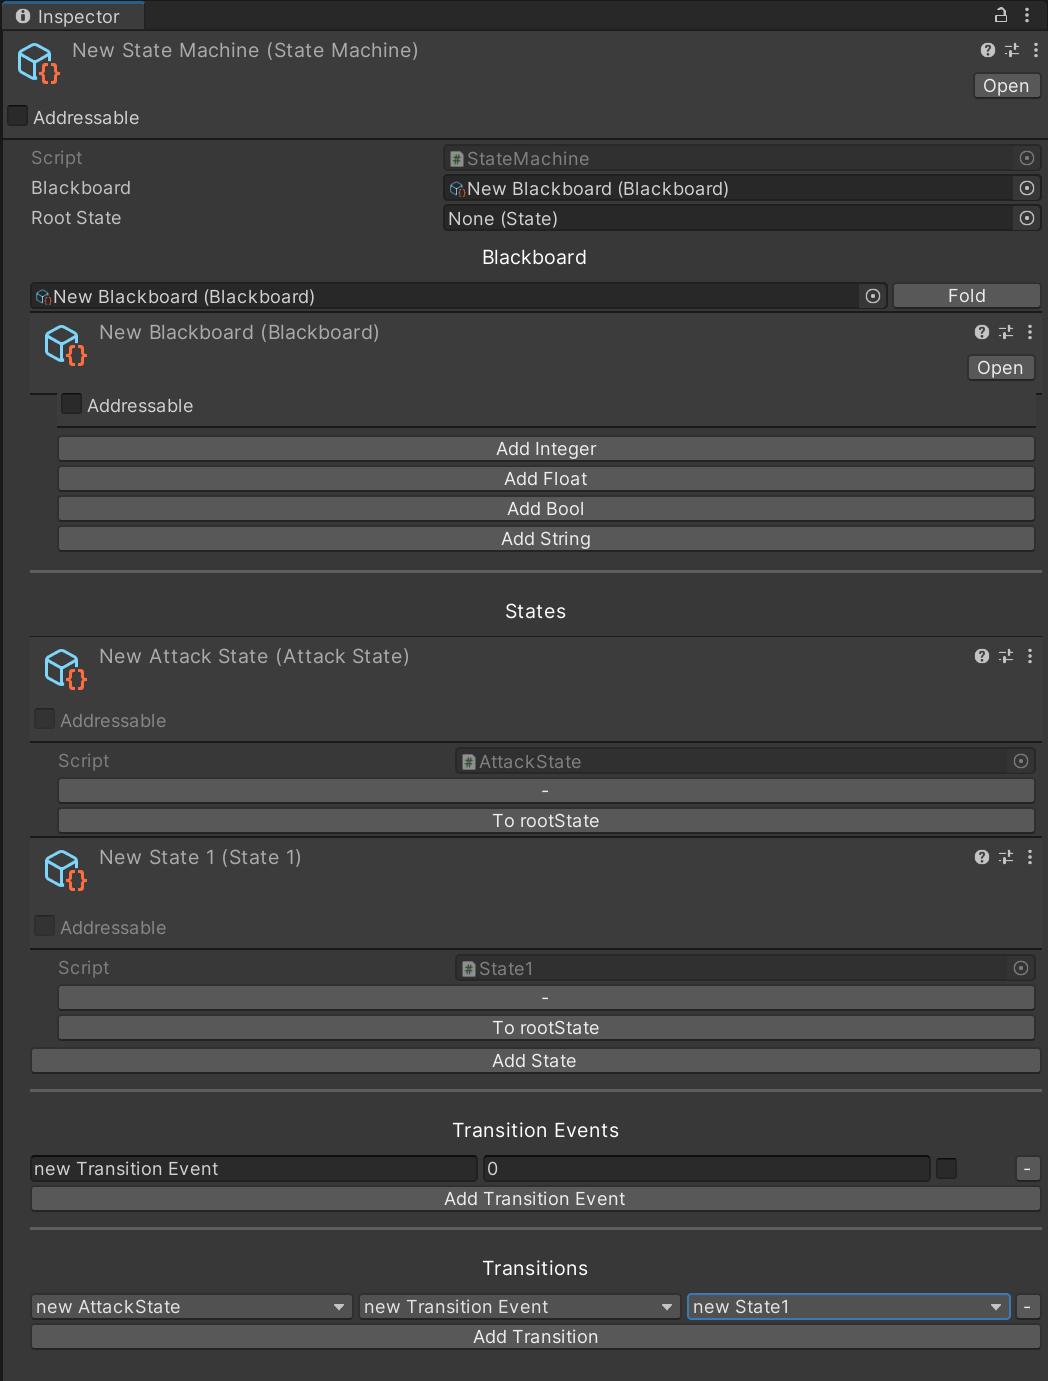 Inspector
New State Machine (State Machine)
Open
Addressable
Script StateMachine
Blackboard New Blackboard (Blackboard)
Root State None (State)
Blackboard
New Blackboard (Blackboard) Fold
New Blackboard (Blackboard)
Open
Addressable
Add Integer
Add Float
Add Bool
Add String
States
New Attack State (Attack State)
Addressable
Script AttackState
-
To rootState
New State 1 (State 1)
Addressable
Script State1
-
To rootState
Add State
Transition Events
new Transition Event 0 -
Add Transition Event
Transitions
new AttackState new Transition Event new State1 -
Add Transition